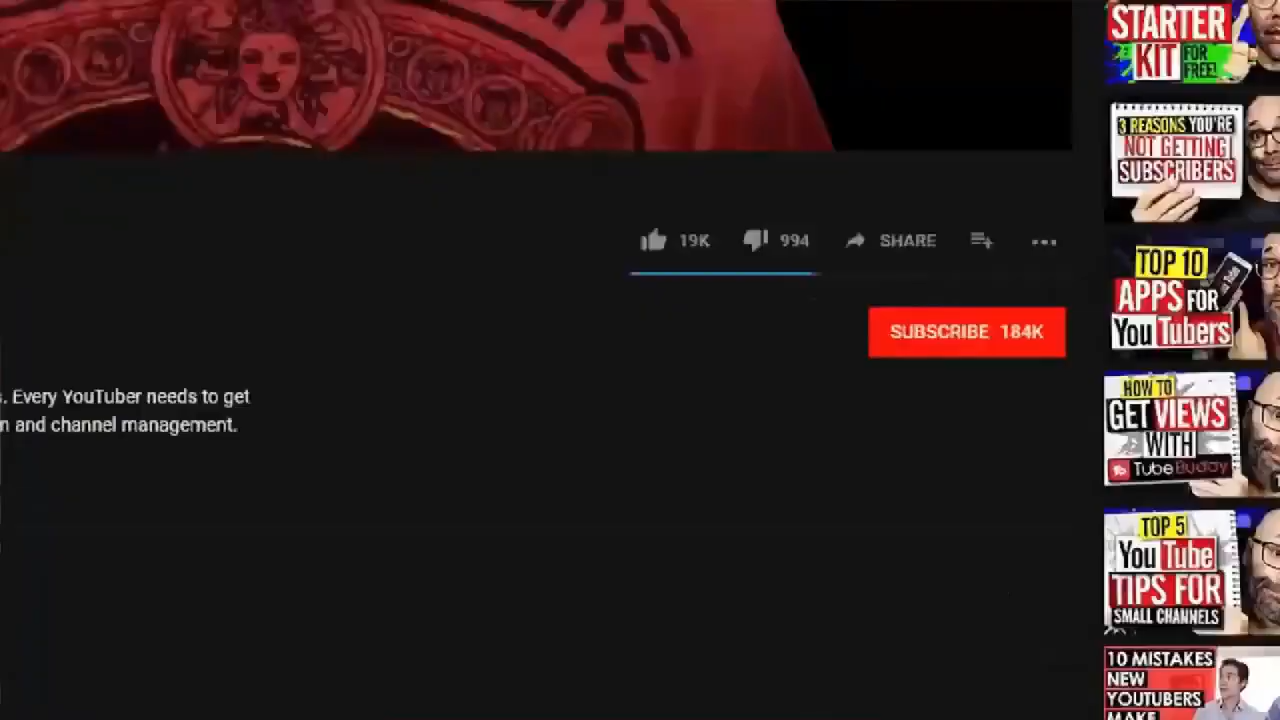 19K 994 SHARE
SUBSCRIBE 184K
. Every YouTuber needs to get
and channel management.
STARTER
KIT FOR
FREE!
3 REASONS YOU'RE
NOT GETTING
SUBSCRIBERS
TOP 10
APPS FOR
YouTubers
HOW TO
GET VIEWS
WITH
TubeBuddy
TOP 5
YouTube
TIPS FOR
SMALL CHANNELS
10 MISTAKES
NEW
YOUTUBERS
MAKE